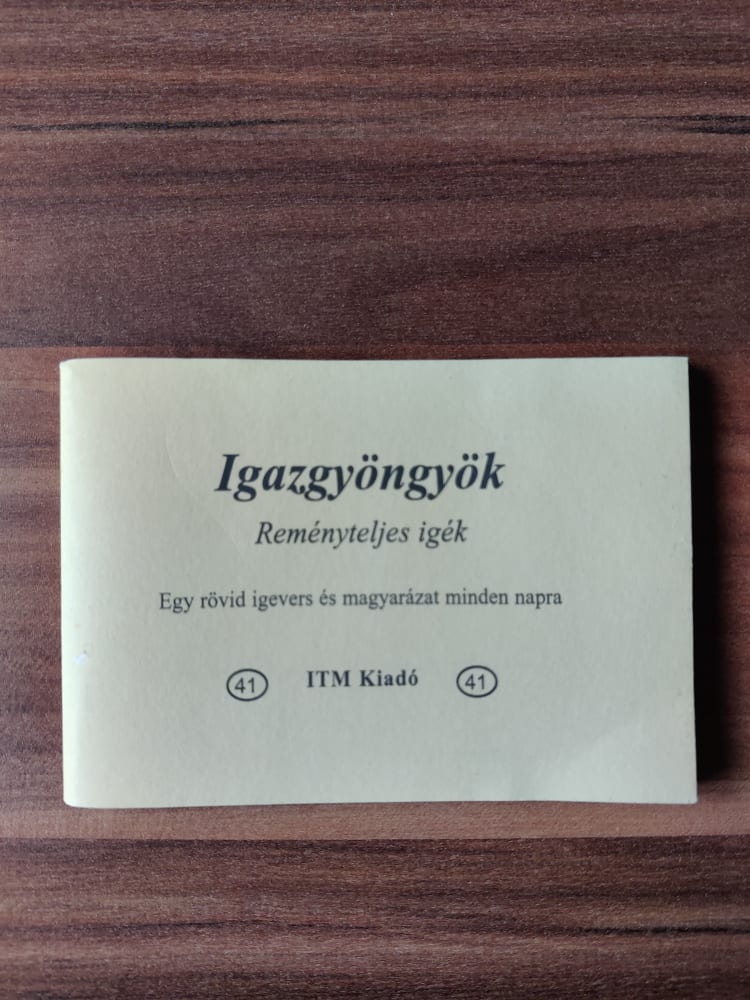 Igazgyöngyök
Reményteljes igék
Egy rövid igevers és magyarázat minden napra
41 ITM Kiadó 41